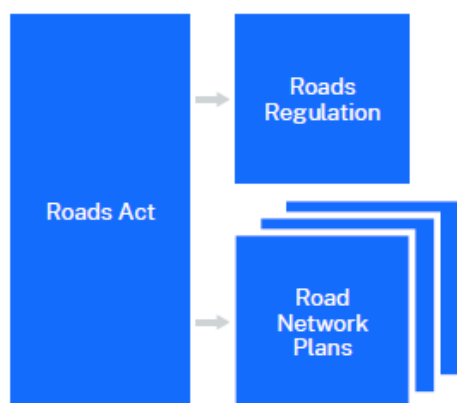 Roads Act
Roads
Regulation
Road
Network
Plans